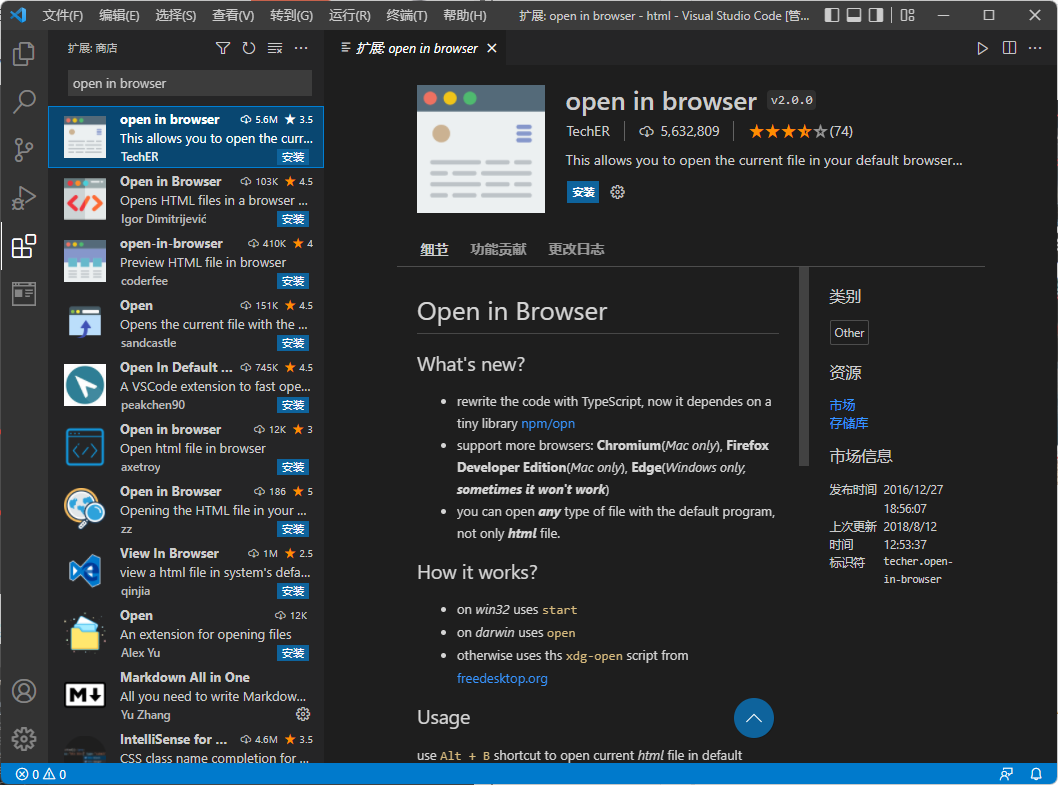 文件(F) 编辑(E) 选择(S) 查看(V) 转到(G) 运行(R) 终端(T) 帮助(H) 扩展: open in browser - html - Visual Studio Code [管...
扩展: 商店
open in browser
open in browser 5.6M ★ 3.5
This allows you to open the curr...
TechER 安装
Open in Browser 103K ★ 4.5
Opens HTML files in a browser ...
Igor Dimitrijević 安装
open-in-browser 410K ★ 4
Preview HTML file in browser
coderfee 安装
Open 151K ★ 4.5
Opens the current file with the ...
sandcastle 安装
Open In Default ... 745K ★ 4.5
A VSCode extension to fast ope...
peakchen90 安装
Open in browser 12K ★ 3
Open html file in browser
axetroy 安装
Open in Browser 186 ★ 5
Opening the HTML file in your ...
zz 安装
View In Browser 1M ★ 2.5
view a html file in system's defa...
qinjia 安装
Open 12K
An extension for opening files
Alex Yu 安装
Markdown All in One
All you need to write Markdow...
Yu Zhang
IntelliSense for ... 4.6M ★ 3.5
CSS class name completion for ...
扩展: open in browser
open in browser v2.0.0
TechER 5,632,809 (74)
This allows you to open the current file in your default browser...
安装
细节 功能贡献 更改日志
Open in Browser
What's new?
• rewrite the code with TypeScript, now it dependes on a
tiny library npm/opn
• support more browsers: Chromium(Mac only), Firefox
Developer Edition(Mac only), Edge(Windows only,
sometimes it won't work)
• you can open any type of file with the default program,
not only html file.
How it works?
• on win32 uses start
• on darwin uses open
• otherwise uses ths xdg-open script from
freedesktop.org
Usage
use Alt + B shortcut to open current html file in default
类别
Other
资源
市场
存储库
市场信息
发布时间 2016/12/27
18:56:07
上次更新 2018/8/12
时间 12:53:37
标识符 techer.open-
in-browser
0 0